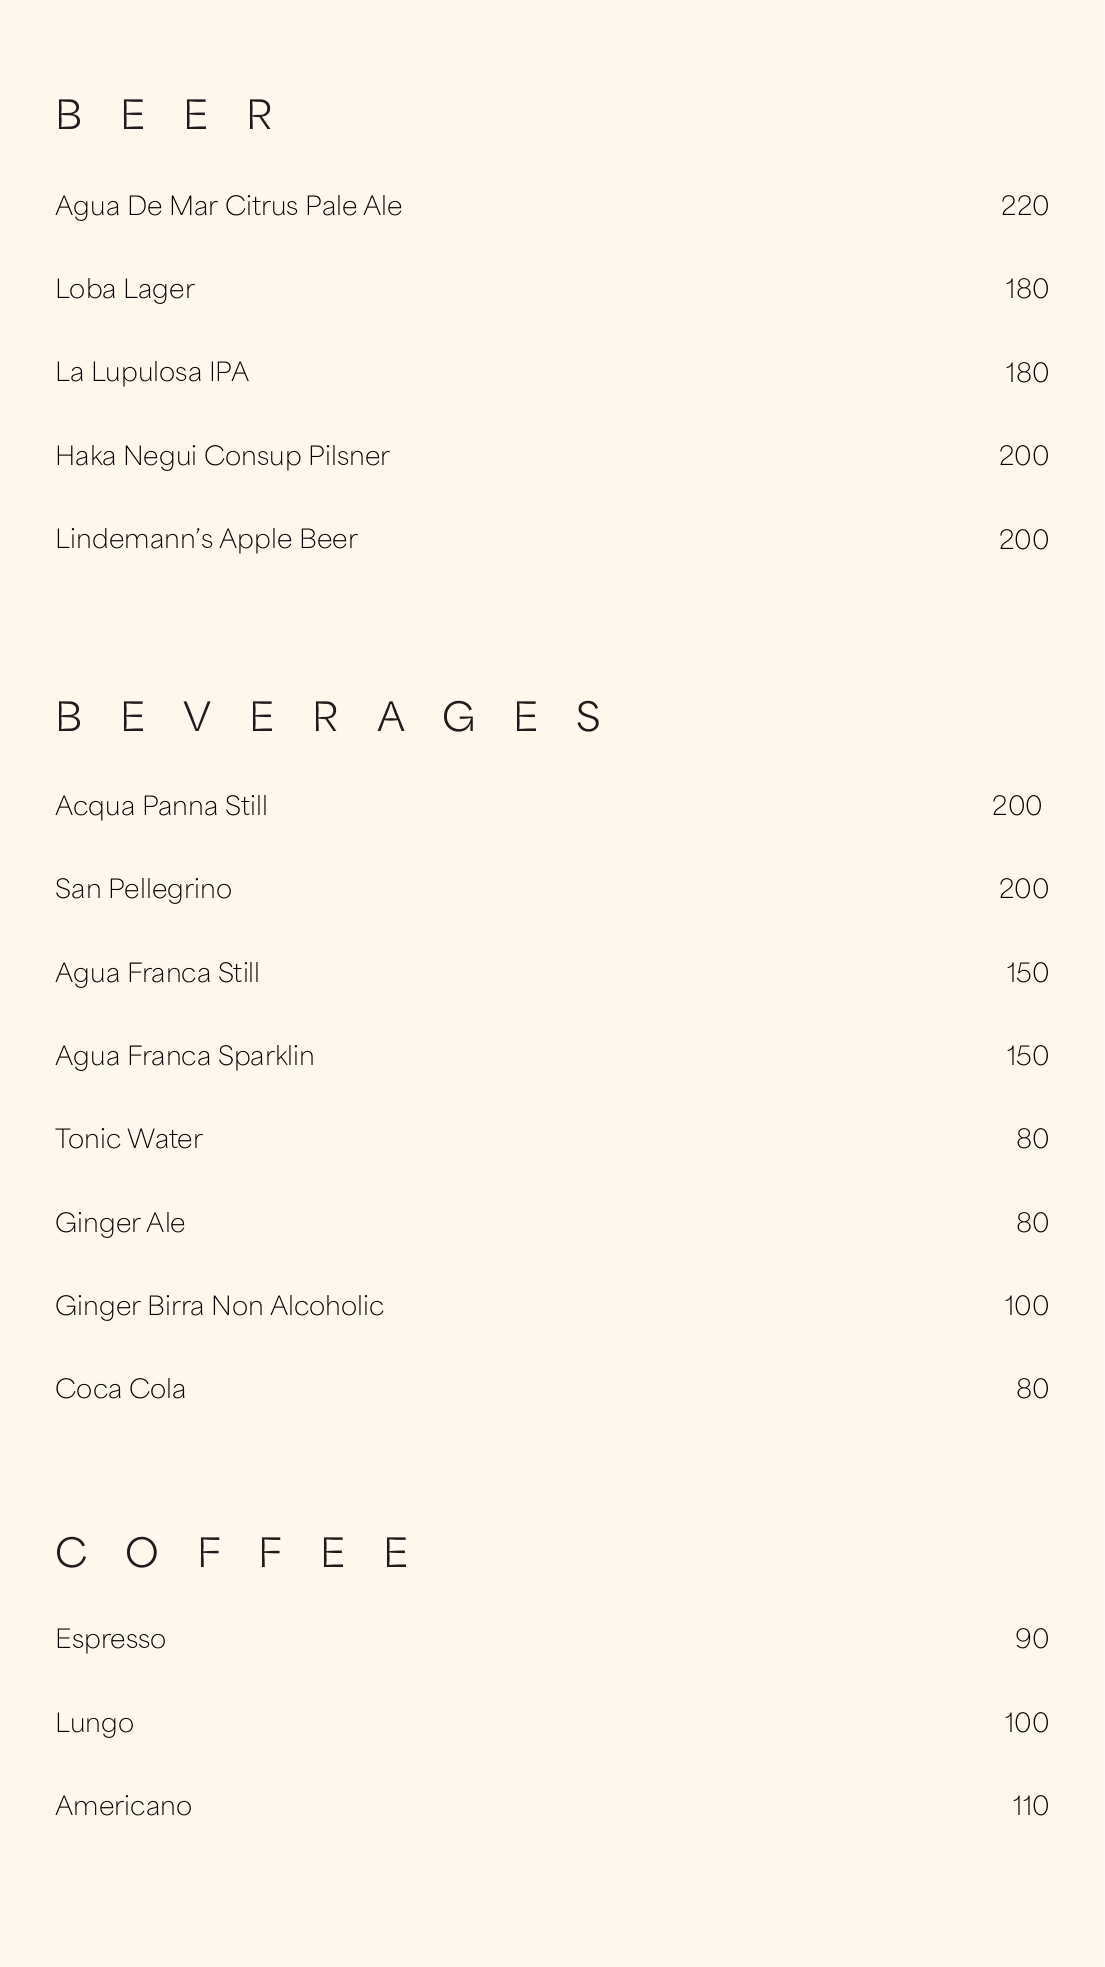 BEER
Agua De Mar Citrus Pale Ale 220
Loba Lager 180
La Lupulosa IPA 180
Haka Negui Consup Pilsner 200
Lindemann’s Apple Beer 200
BEVERAGES
Acqua Panna Still 200
San Pellegrino 200
Agua Franca Still 150
Agua Franca Sparklin 150
Tonic Water 80
Ginger Ale 80
Ginger Birra Non Alcoholic 100
Coca Cola 80
COFFEE
Espresso 90
Lungo 100
Americano 110